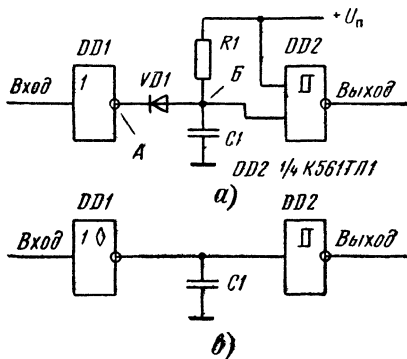 +Uп
DD1
R1
DD2
Вход
1
VD1
Б
Выход
А
C1
DD2 1/4 К561ТЛ1
а)
DD1
DD2
Вход
1 ◊
Выход
C1
в)